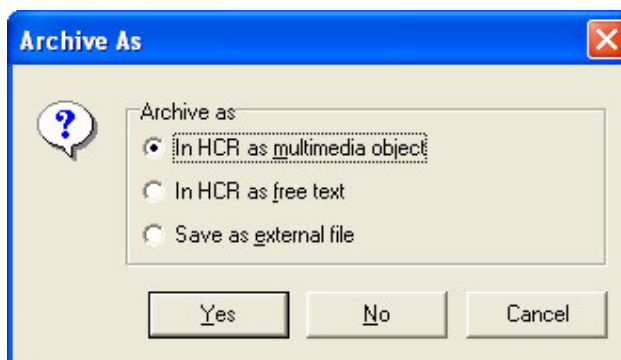 Archive As
Archive as
In HCR as multimedia object
In HCR as free text
Save as external file
Yes No Cancel